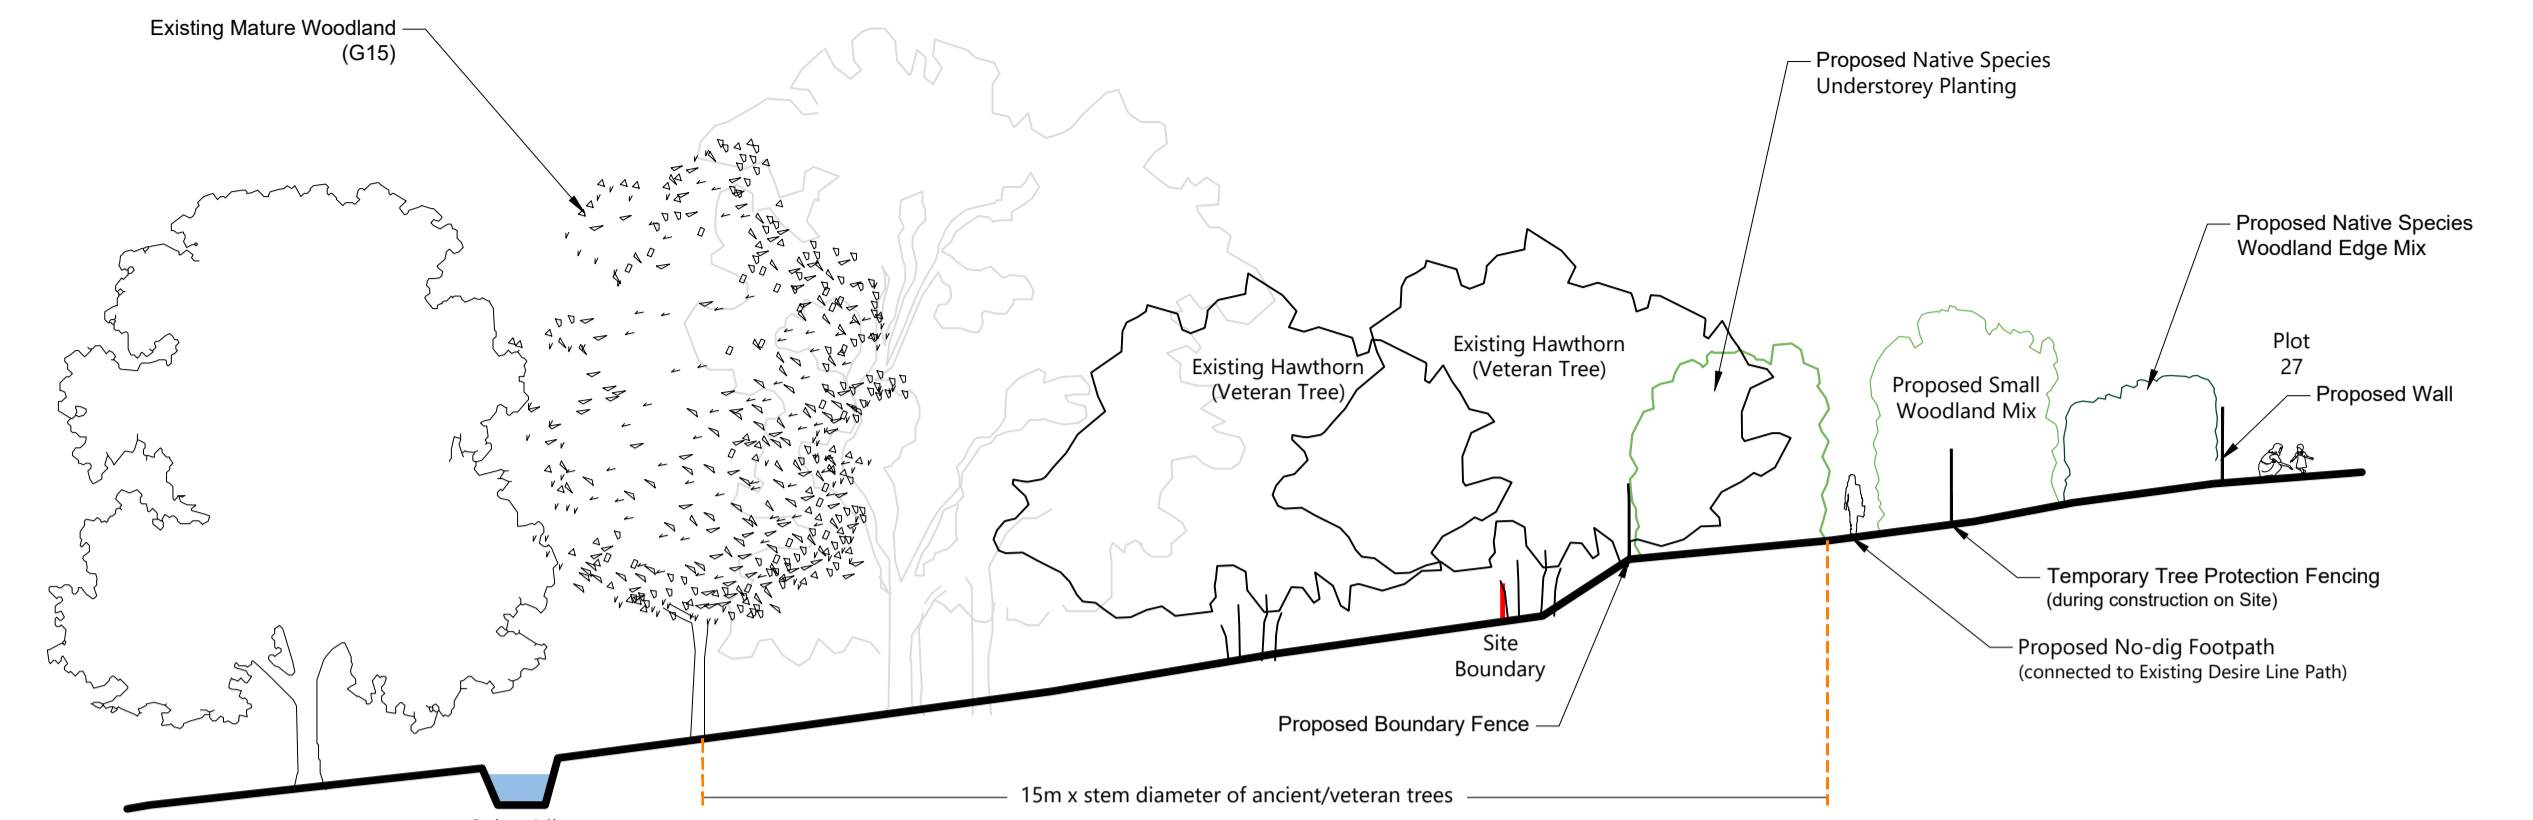 Existing Mature Woodland
(G15)
Proposed Native Species
Understorey Planting
Proposed Native Species
Woodland Edge Mix
Existing Hawthorn
(Veteran Tree)
Existing Hawthorn
(Veteran Tree)
Proposed Small
Woodland Mix
Plot
27
Proposed Wall
Temporary Tree Protection Fencing
(during construction on Site)
Site
Boundary
Proposed No-dig Footpath
(connected to Existing Desire Line Path)
Proposed Boundary Fence
15m x stem diameter of ancient/veteran trees